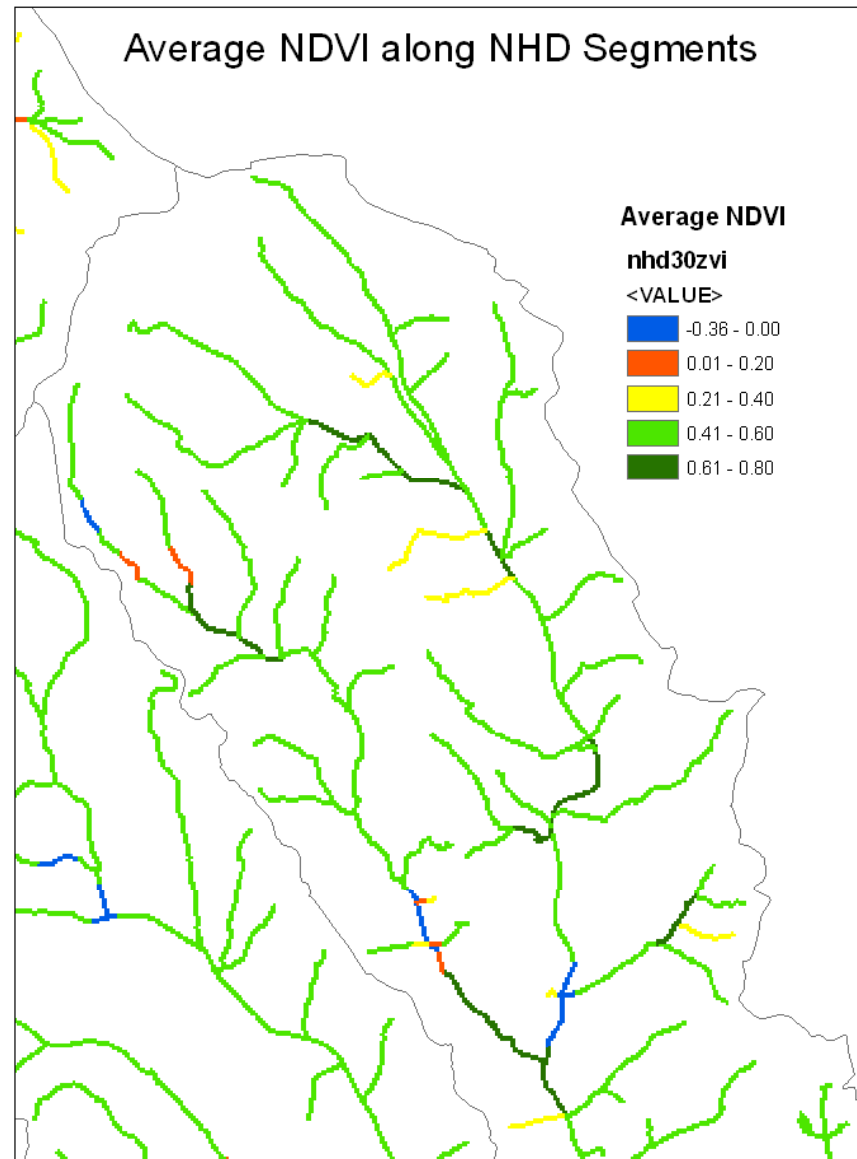 Average NDVI along NHD Segments
Average NDVI
nhd30zvi
<VALUE>
-0.36 - 0.00
0.01 - 0.20
0.21 - 0.40
0.41 - 0.60
0.61 - 0.80